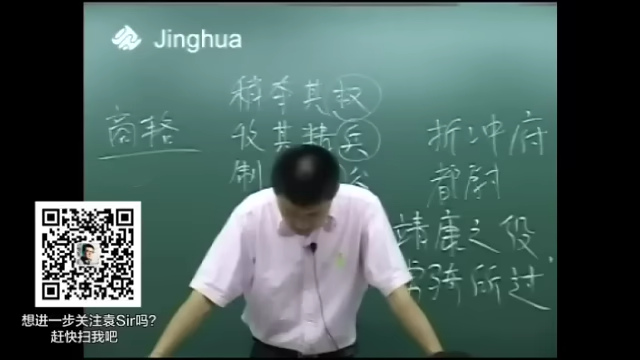 Jinghua
稍夺其权
收其精兵
制
谷
折冲府
都尉
靖康之役
骑所过
想进一步关注袁Sir吗?
赶快扫我吧